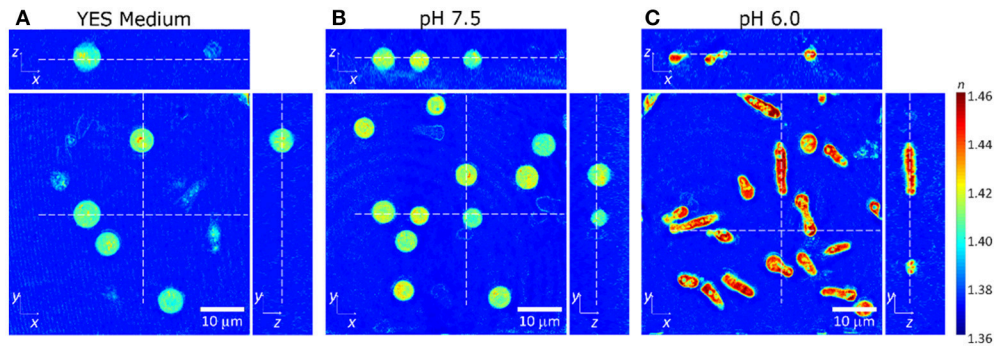 A YES Medium
B pH 7.5
C pH 6.0
z
x
z
x
z
x
n
1.46
1.44
1.42
1.40
1.38
1.36
y
x
10 μm
y
z
y
x
10 μm
y
z
y
x
10 μm
y
z